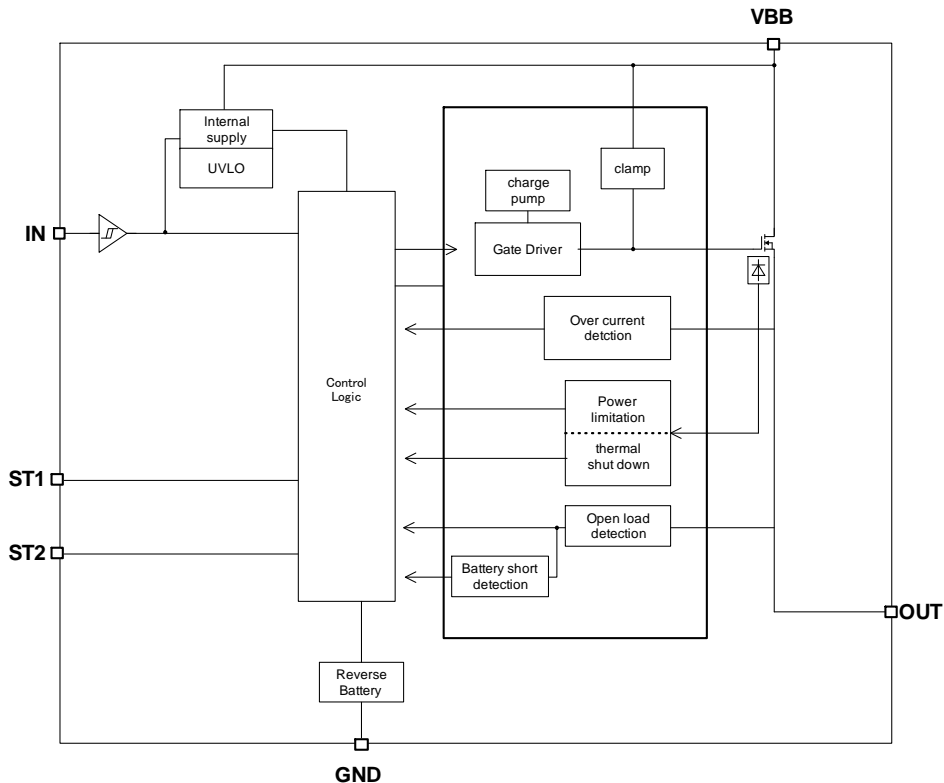 VBB
Internal
supply
UVLO
clamp
charge
pump
IN
Gate Driver
Over current
detction
Control
Logic
Power
limitation
thermal
shut down
ST1
ST2
Open load
detection
Battery short
detection
OUT
Reverse
Battery
GND